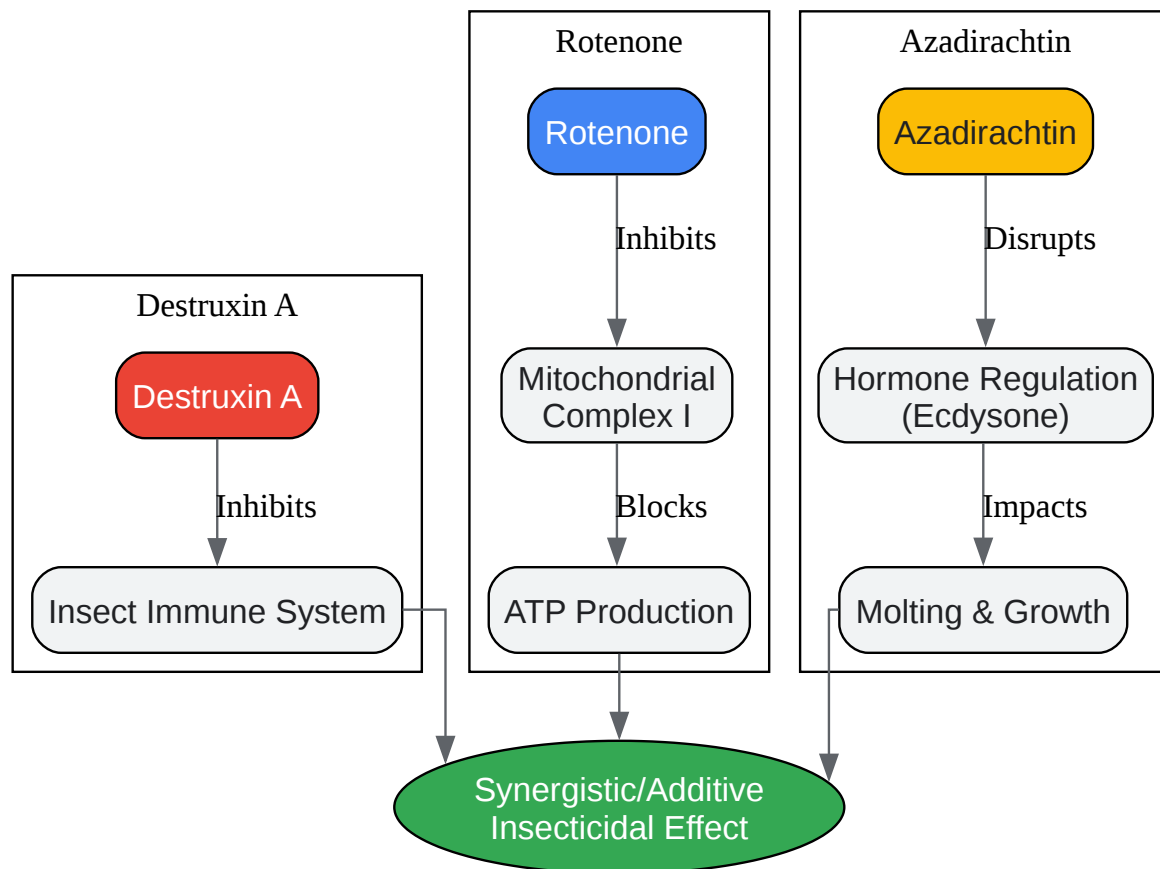 Destruxin A
Destruxin A
Inhibits
Insect Immune System
Rotenone
Rotenone
Inhibits
Mitochondrial
Complex I
Blocks
ATP Production
Azadirachtin
Azadirachtin
Disrupts
Hormone Regulation
(Ecdysone)
Impacts
Molting & Growth
Synergistic/Additive
Insecticidal Effect